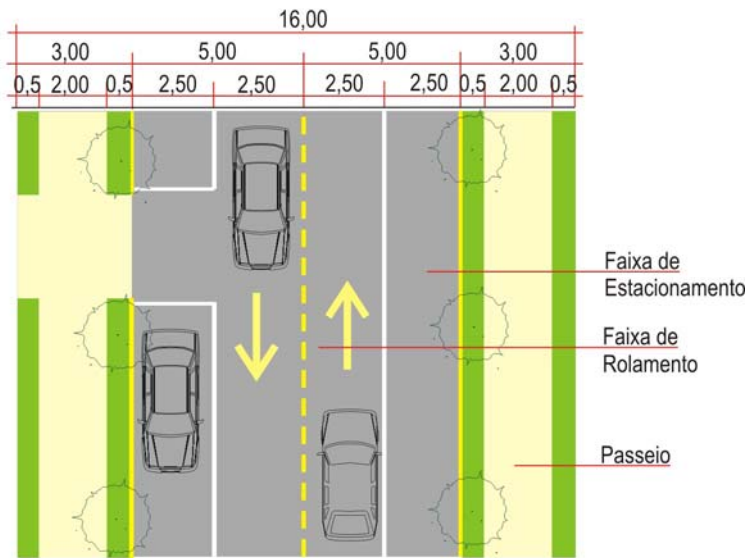 16,00
3,00 5,00 5,00 3,00
0,5 2,00 0,5 2,50 2,50 2,50 2,50 0,5 2,00 0,5
Faixa de
Estacionamento
Faixa de
Rolamento
Passeio